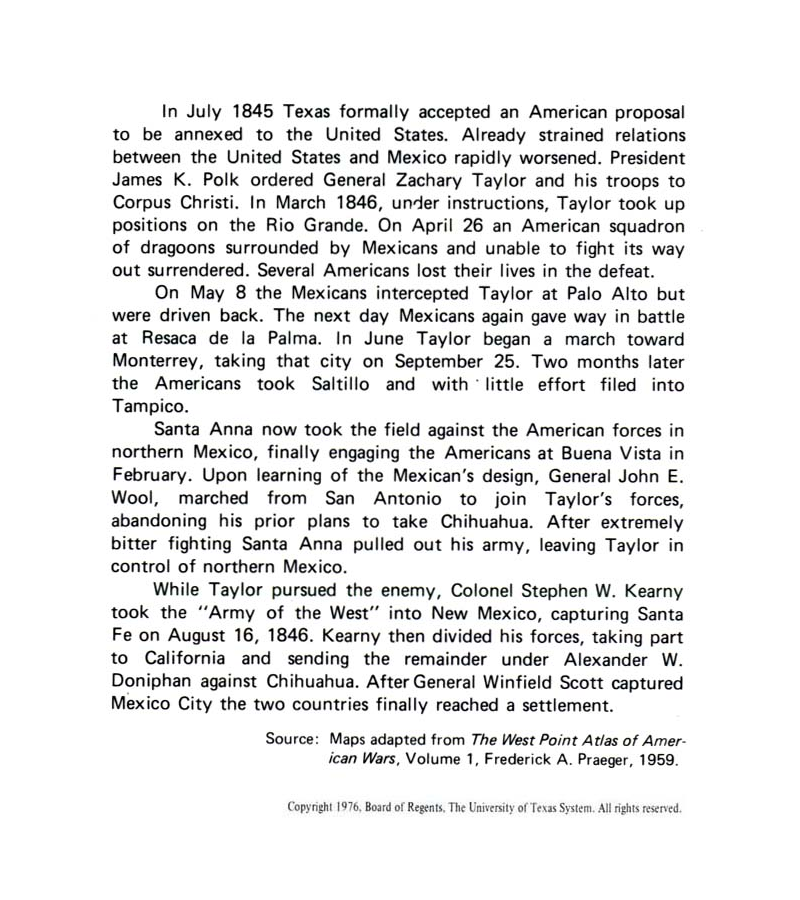 In July 1845 Texas formally accepted an American proposal
to be annexed to the United States. Already strained relations
between the United States and Mexico rapidly worsened. President
James K. Polk ordered General Zachary Taylor and his troops to
Corpus Christi. In March 1846, under instructions, Taylor took up
positions on the Rio Grande. On April 26 an American squadron
of dragoons surrounded by Mexicans and unable to fight its way
out surrendered. Several Americans lost their lives in the defeat.
On May 8 the Mexicans intercepted Taylor at Palo Alto but
were driven back. The next day Mexicans again gave way in battle
at Resaca de la Palma. In June Taylor began a march toward
Monterrey, taking that city on September 25. Two months later
the Americans took Saltillo and with little effort filed into
Tampico.
Santa Anna now took the field against the American forces in
northern Mexico, finally engaging the Americans at Buena Vista in
February. Upon learning of the Mexican's design, General John E.
Wool, marched from San Antonio to join Taylor's forces,
abandoning his prior plans to take Chihuahua. After extremely
bitter fighting Santa Anna pulled out his army, leaving Taylor in
control of northern Mexico.
While Taylor pursued the enemy, Colonel Stephen W. Kearny
took the "Army of the West" into New Mexico, capturing Santa
Fe on August 16, 1846. Kearny then divided his forces, taking part
to California and sending the remainder under Alexander W.
Doniphan against Chihuahua. After General Winfield Scott captured
Mexico City the two countries finally reached a settlement.
Source: Maps adapted from The West Point Atlas of Amer-
ican Wars, Volume 1, Frederick A. Praeger, 1959.
Copyright 1976, Board of Regents, The University of Texas System. All rights reserved.